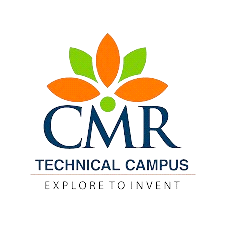 CMR
TECHNICAL CAMPUS
EXPLORE TO INVENT